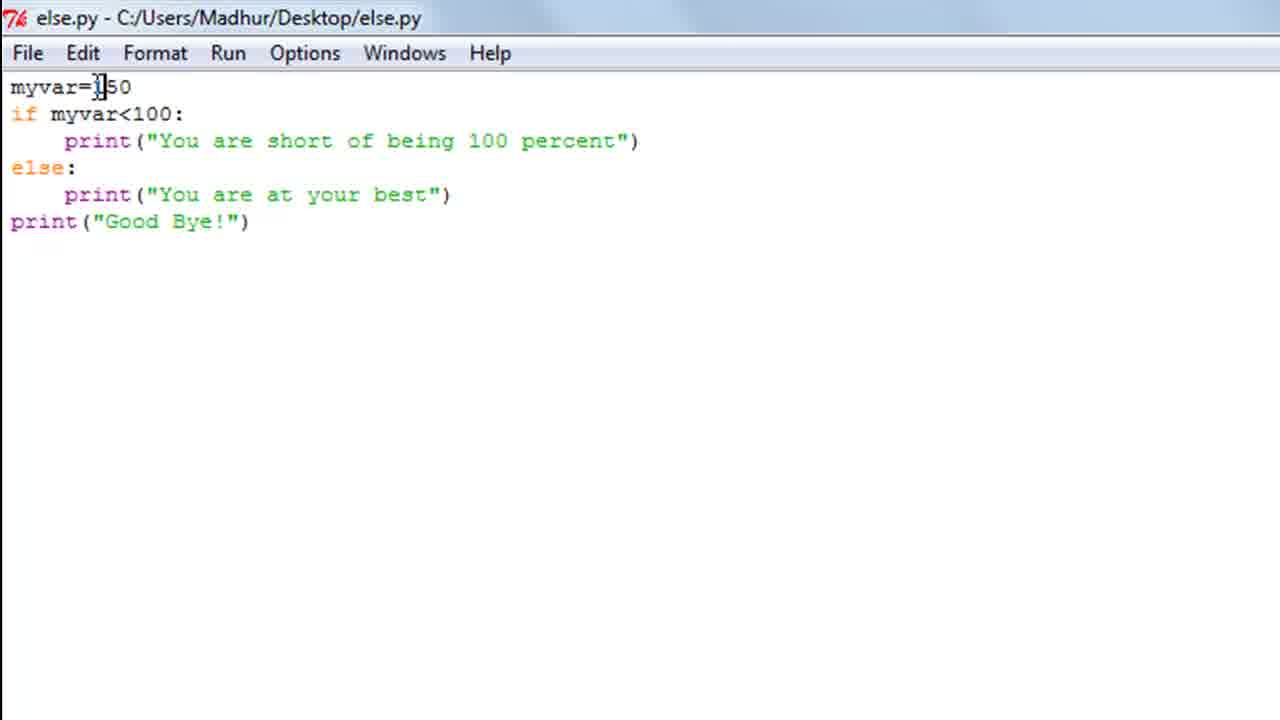 else.py - C:/Users/Madhur/Desktop/else.py
File Edit Format Run Options Windows Help
myvar=150
if myvar<100:
    print("You are short of being 100 percent")
else:
    print("You are at your best")
print("Good Bye!")